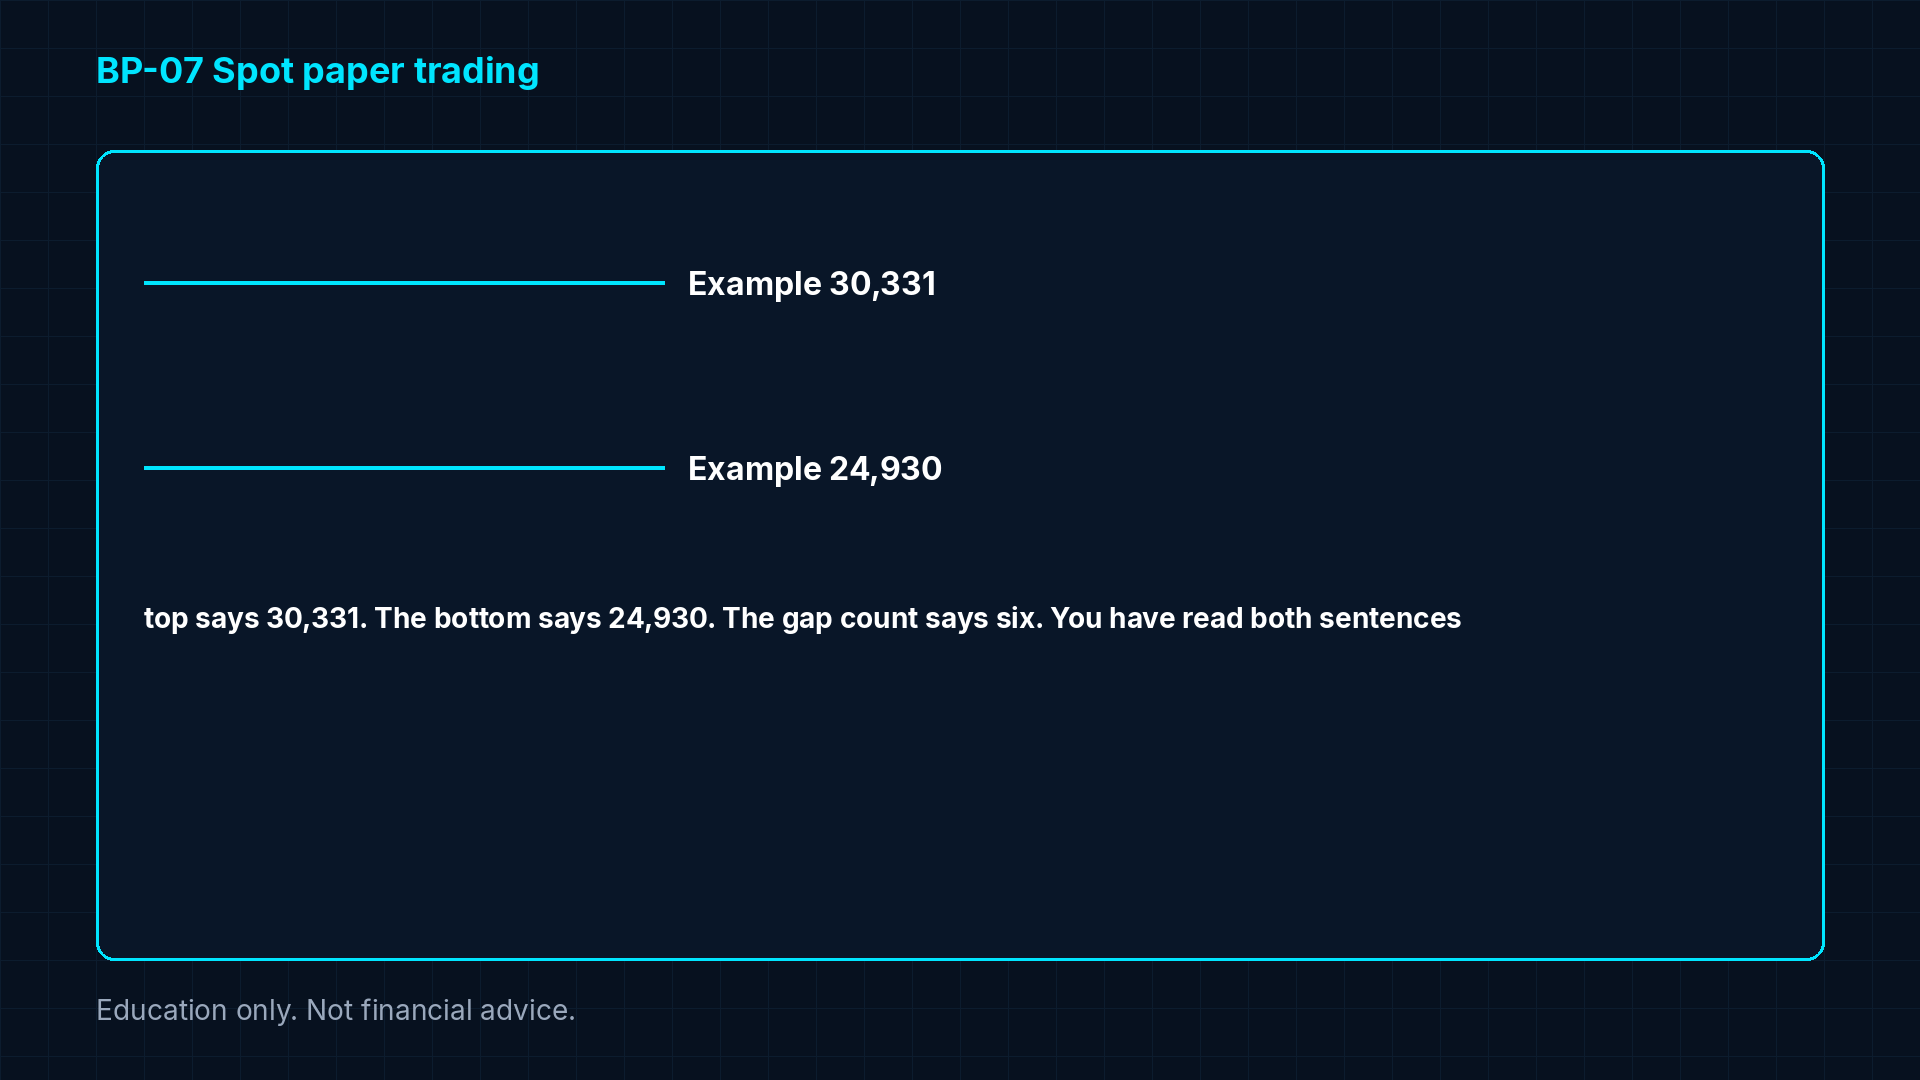 BP-07 Spot paper trading
Example 30,331
Example 24,930
top says 30,331. The bottom says 24,930. The gap count says six. You have read both sentences
Education only. Not financial advice.